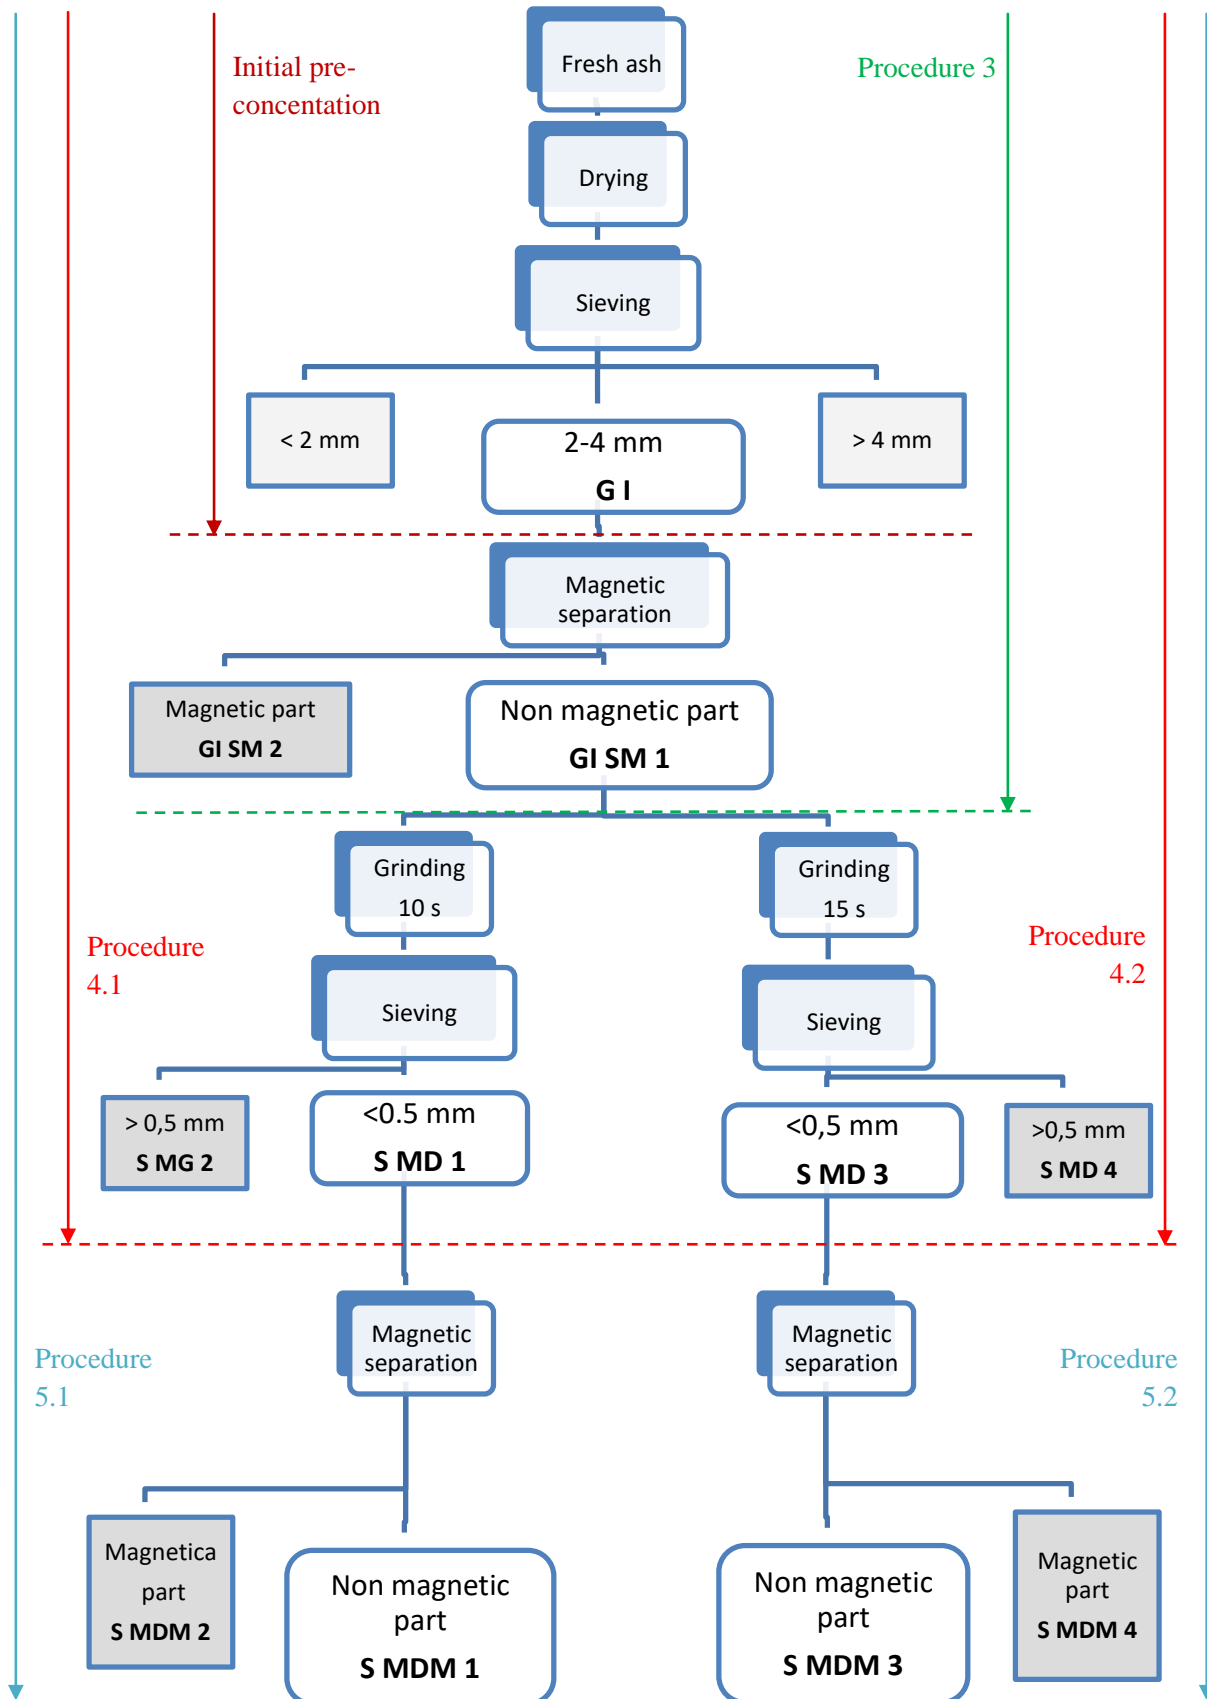 Fresh ash
Initial pre-
concentation
Procedure 3
Drying
Sieving
< 2 mm
2-4 mm
G I
> 4 mm
Magnetic
separation
Magnetic part
GI SM 2
Non magnetic part
GI SM 1
Grinding
10 s
Grinding
15 s
Procedure
4.1
Procedure
4.2
Sieving
Sieving
> 0,5 mm
S MG 2
<0.5 mm
S MD 1
<0,5 mm
S MD 3
>0,5 mm
S MD 4
Magnetic
separation
Magnetic
separation
Procedure
5.1
Procedure
5.2
Magnetica
part
S MDM 2
Non magnetic
part
S MDM 1
Non magnetic
part
S MDM 3
Magnetic
part
S MDM 4